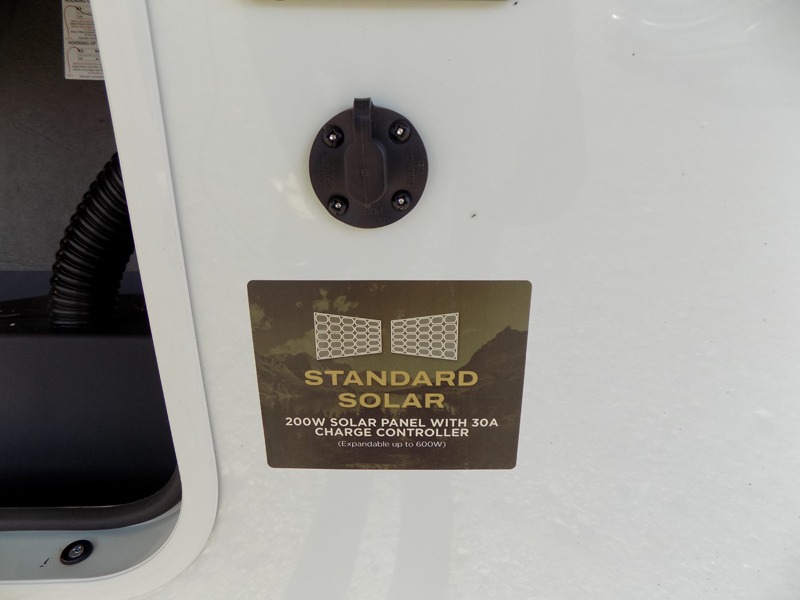 STANDARD
SOLAR
200W SOLAR PANEL WITH 30A
CHARGE CONTROLLER
(Expandable up to 600W)